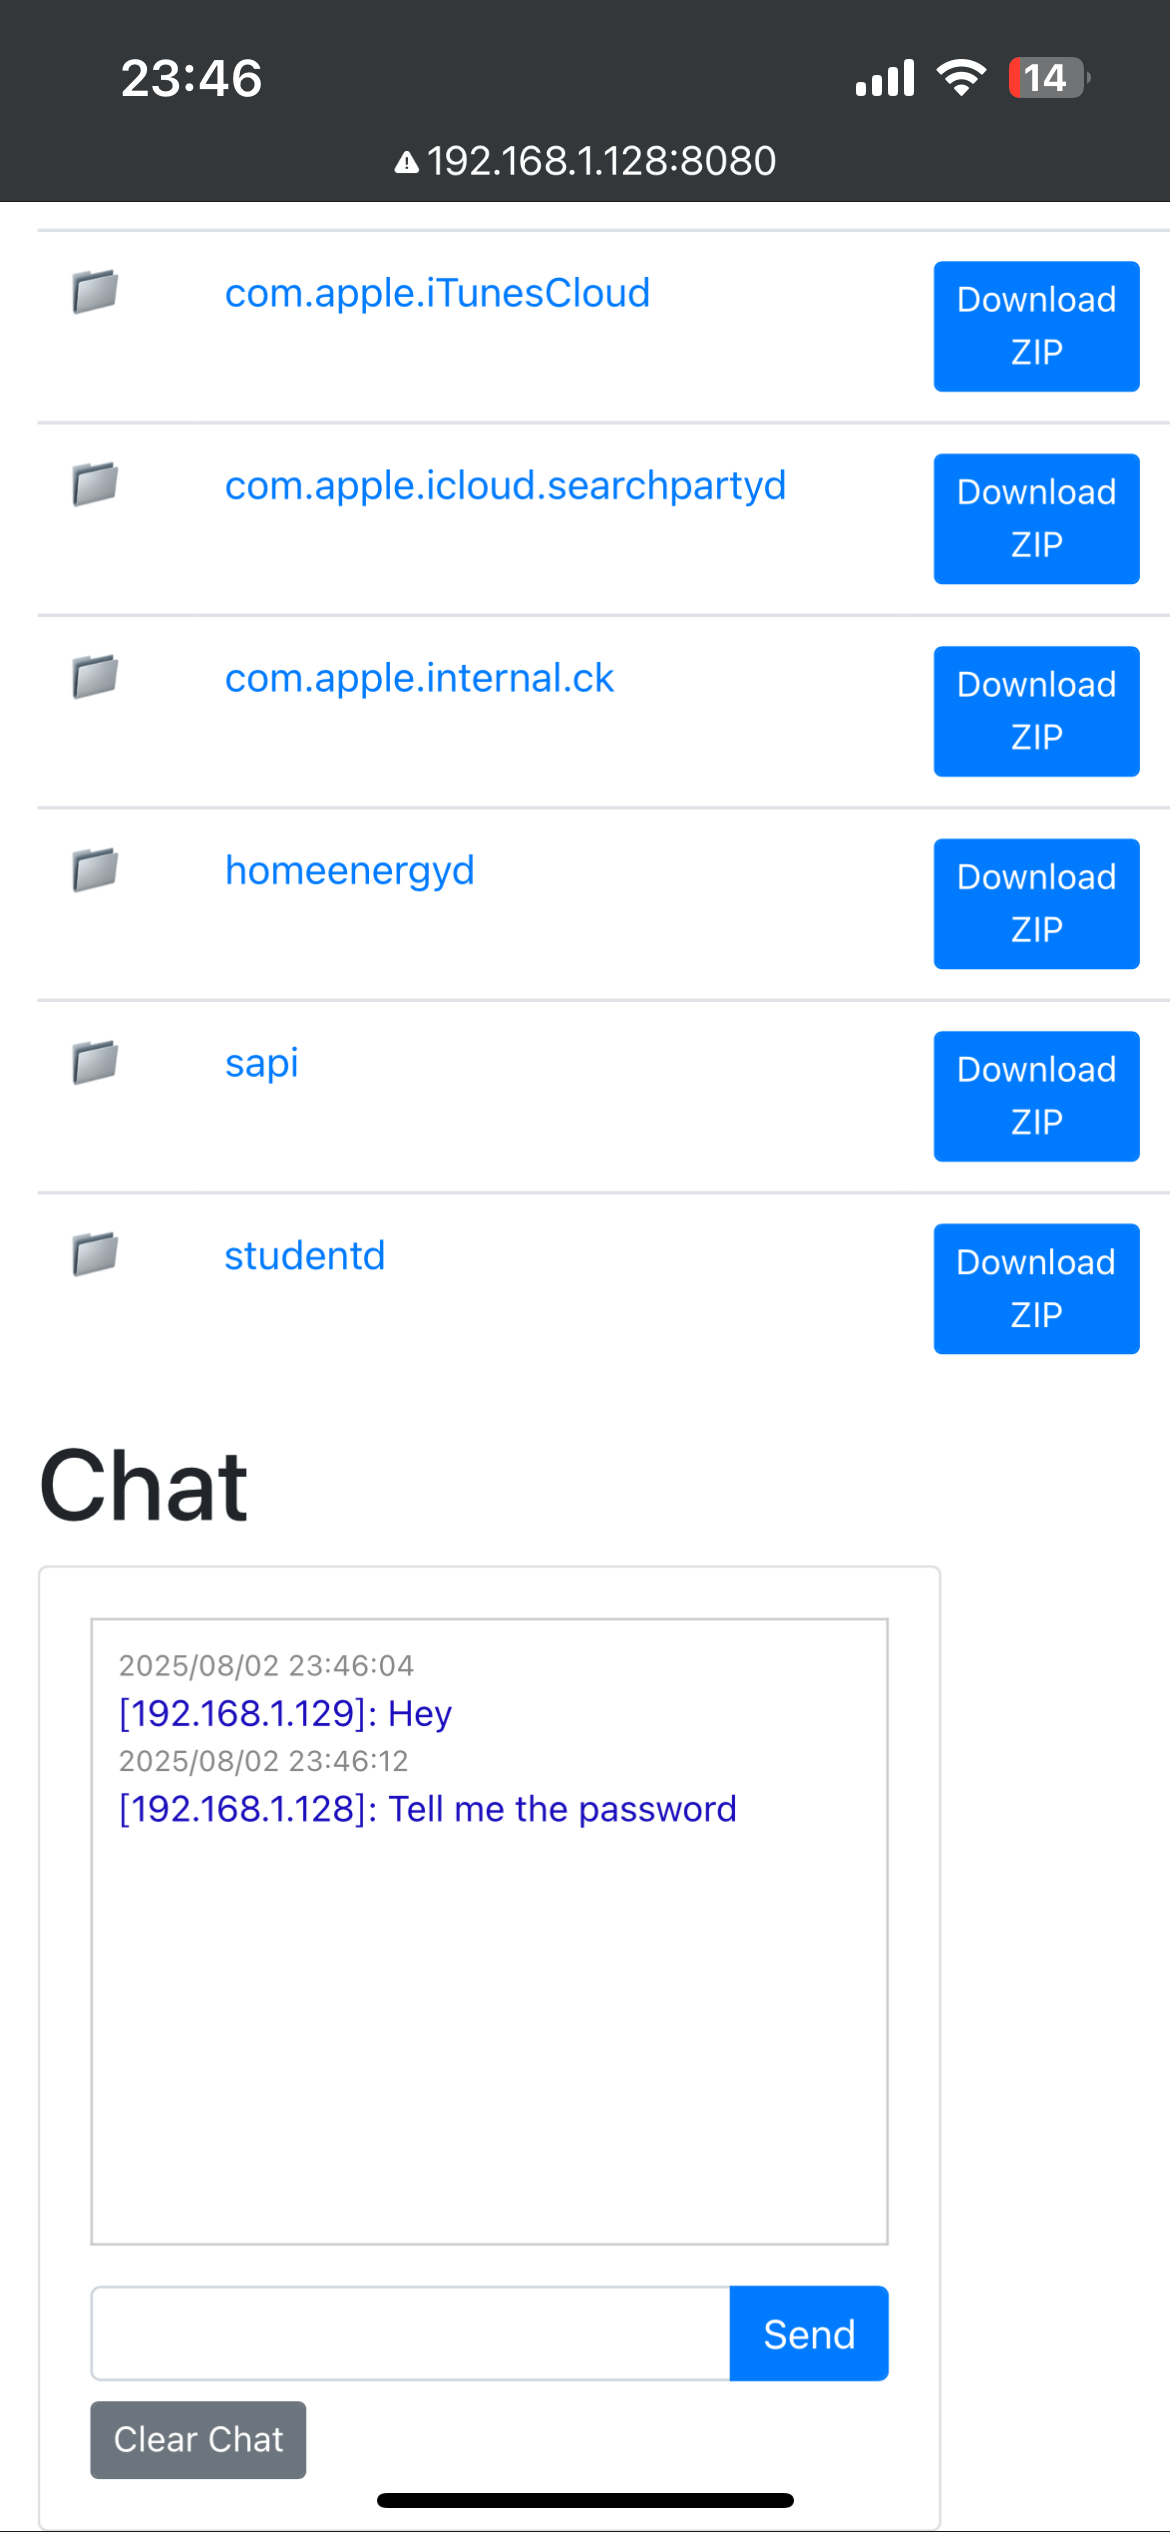 23:46
14
192.168.1.128:8080
com.apple.iTunesCloud
Download
ZIP
com.apple.icloud.searchpartyd
Download
ZIP
com.apple.internal.ck
Download
ZIP
homeenergyd
Download
ZIP
sapi
Download
ZIP
studentd
Download
ZIP
Chat
2025/08/02 23:46:04
[192.168.1.129]: Hey
2025/08/02 23:46:12
[192.168.1.128]: Tell me the password
Send
Clear Chat